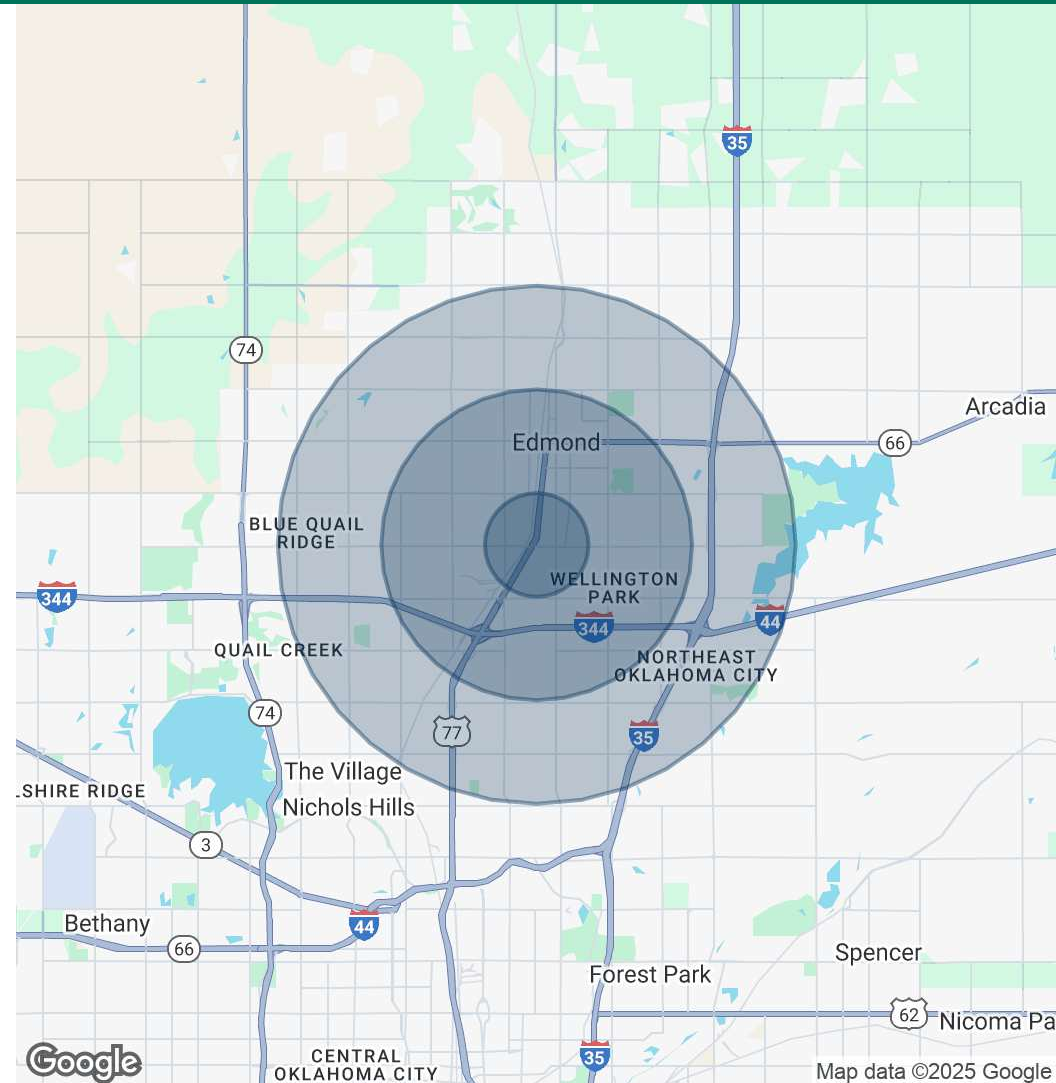 35
74
Arcadia
Edmond
66
BLUE QUAIL
RIDGE
WELLINGTON
PARK
344
344
44
QUAIL CREEK
NORTHEAST
OKLAHOMA CITY
74
77
35
The Village
LSHIRE RIDGE
Nichols Hills
3
Bethany
44
66
Spencer
Forest Park
62
Nicoma Pa
35
CENTRAL
OKLAHOMA CITY
Google
Map data ©2025 Google